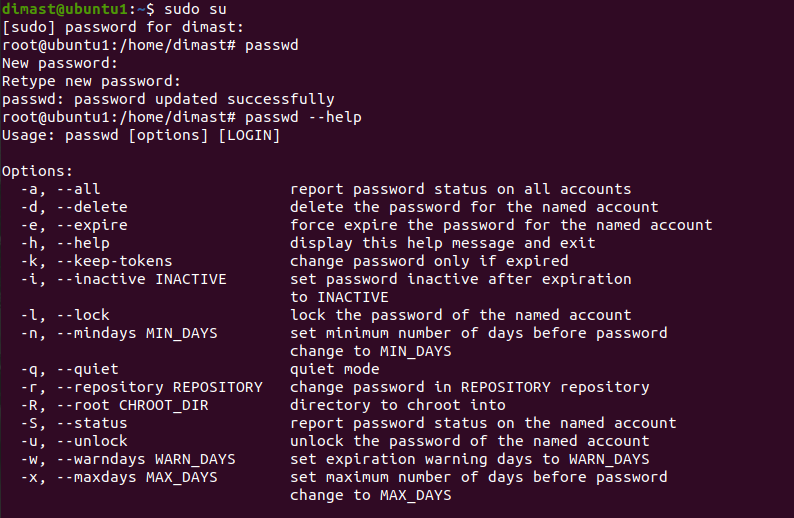 dimast@ubuntu1:~$ sudo su
[sudo] password for dimast:
root@ubuntu1:/home/dimast# passwd
New password:
Retype new password:
passwd: password updated successfully
root@ubuntu1:/home/dimast# passwd --help
Usage: passwd [options] [LOGIN]

Options:
  -a, --all                     report password status on all accounts
  -d, --delete                  delete the password for the named account
  -e, --expire                  force expire the password for the named account
  -h, --help                    display this help message and exit
  -k, --keep-tokens             change password only if expired
  -i, --inactive INACTIVE       set password inactive after expiration
                                to INACTIVE
  -l, --lock                    lock the password of the named account
  -n, --mindays MIN_DAYS        set minimum number of days before password
                                change to MIN_DAYS
  -q, --quiet                   quiet mode
  -r, --repository REPOSITORY   change password in REPOSITORY repository
  -R, --root CHROOT_DIR         directory to chroot into
  -S, --status                  report password status on the named account
  -u, --unlock                  unlock the password of the named account
  -w, --warndays WARN_DAYS      set expiration warning days to WARN_DAYS
  -x, --maxdays MAX_DAYS        set maximum number of days before password
                                change to MAX_DAYS